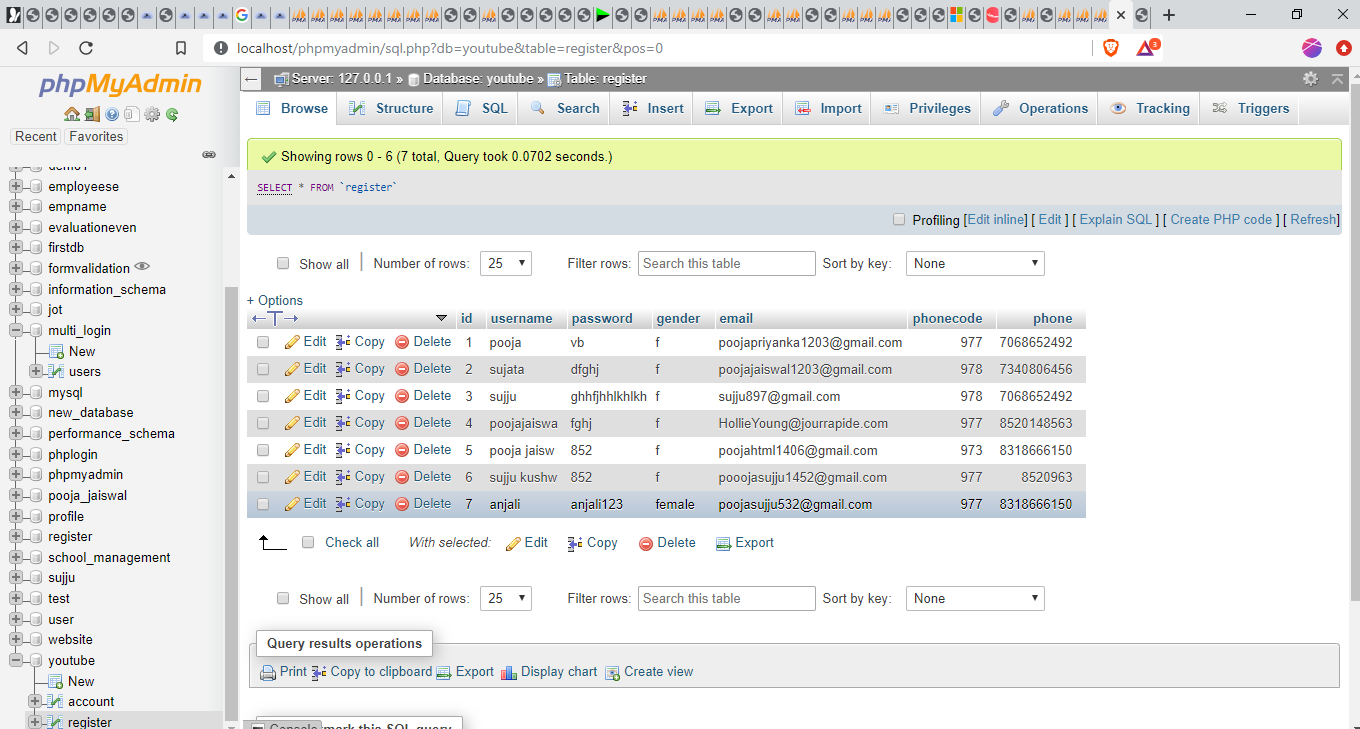 localhost/phpmyadmin/sql.php?db=youtube&table=register&pos=0
3
phpMyAdmin
Recent Favorites
demo1
employeese
empname
evaluationeven
firstdb
formvalidation
information_schema
jot
multi_login
New
users
mysql
new_database
performance_schema
phplogin
phpmyadmin
pooja_jaiswal
profile
register
school_management
sujju
test
user
website
youtube
New
account
register
Server: 127.0.0.1 » Database: youtube » Table: register
Browse Structure SQL Search Insert Export Import Privileges Operations Tracking Triggers
Showing rows 0 - 6 (7 total, Query took 0.0702 seconds.)
SELECT * FROM `register`
Profiling [Edit inline] [ Edit ] [ Explain SQL ] [ Create PHP code ] [ Refresh]
Show all | Number of rows: 25 Filter rows: Search this table Sort by key: None
+ Options
←T→ id username password gender email phonecode phone
Edit Copy Delete 1 pooja vb f poojapriyanka1203@gmail.com 977 7068652492
Edit Copy Delete 2 sujata dfghj f poojajaiswal1203@gmail.com 978 7340806456
Edit Copy Delete 3 sujju ghhfjhhlkhlkh f sujju897@gmail.com 978 7068652492
Edit Copy Delete 4 poojajaiswa fghj f HollieYoung@jourrapide.com 977 8520148563
Edit Copy Delete 5 pooja jaisw 852 f poojahtml1406@gmail.com 973 8318666150
Edit Copy Delete 6 sujju kushw 852 f pooojasujju1452@gmail.com 977 8520963
Edit Copy Delete 7 anjali anjali123 female poojasujju532@gmail.com 977 8318666150
Check all With selected: Edit Copy Delete Export
Show all | Number of rows: 25 Filter rows: Search this table Sort by key: None
Query results operations
Print Copy to clipboard Export Display chart Create view
Console mark this SQL query